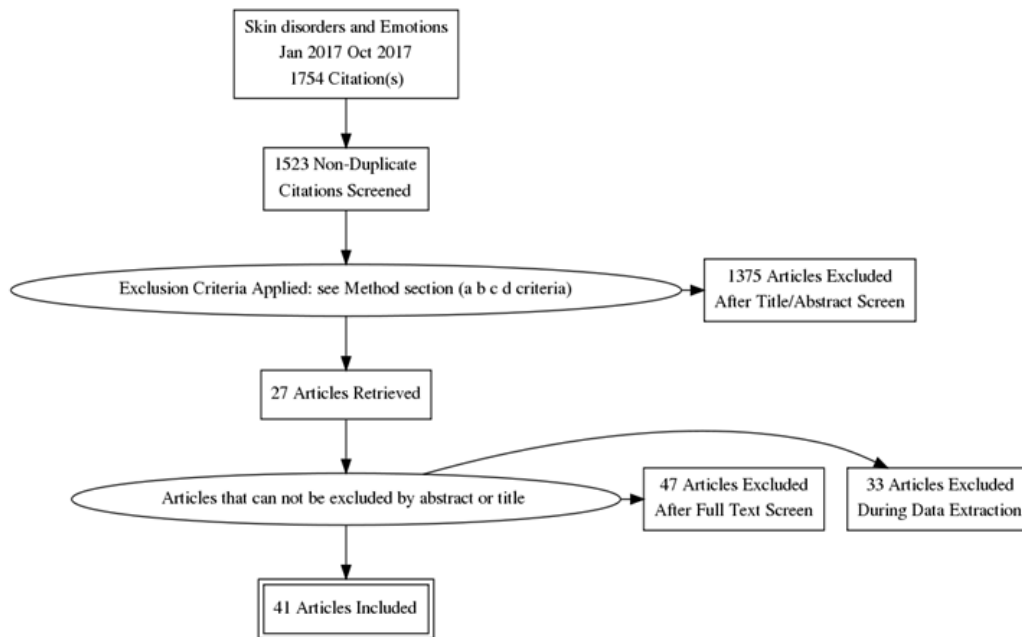 Skin disorders and Emotions
Jan 2017 Oct 2017
1754 Citation(s)
1523 Non-Duplicate
Citations Screened
Exclusion Criteria Applied: see Method section (a b c d criteria)
1375 Articles Excluded
After Title/Abstract Screen
27 Articles Retrieved
Articles that can not be excluded by abstract or title
47 Articles Excluded
After Full Text Screen
33 Articles Excluded
During Data Extraction
41 Articles Included